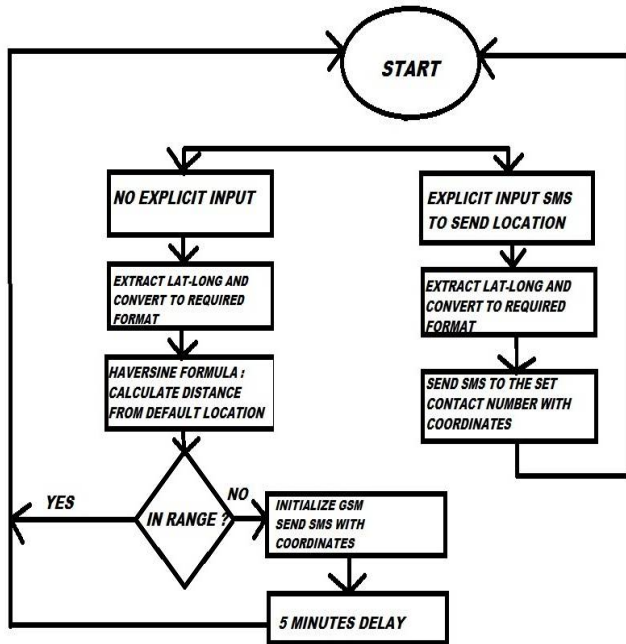 START
NO EXPLICIT INPUT
EXTRACT LAT-LONG AND
CONVERT TO REQUIRED
FORMAT
HAVERSINE FORMULA :
CALCULATE DISTANCE
FROM DEFAULT LOCATION
IN RANGE ?
YES
NO
INITIALIZE GSM
SEND SMS WITH
COORDINATES
5 MINUTES DELAY
EXPLICIT INPUT SMS
TO SEND LOCATION
EXTRACT LAT-LONG AND
CONVERT TO REQUIRED
FORMAT
SEND SMS TO THE SET
CONTACT NUMBER WITH
COORDINATES